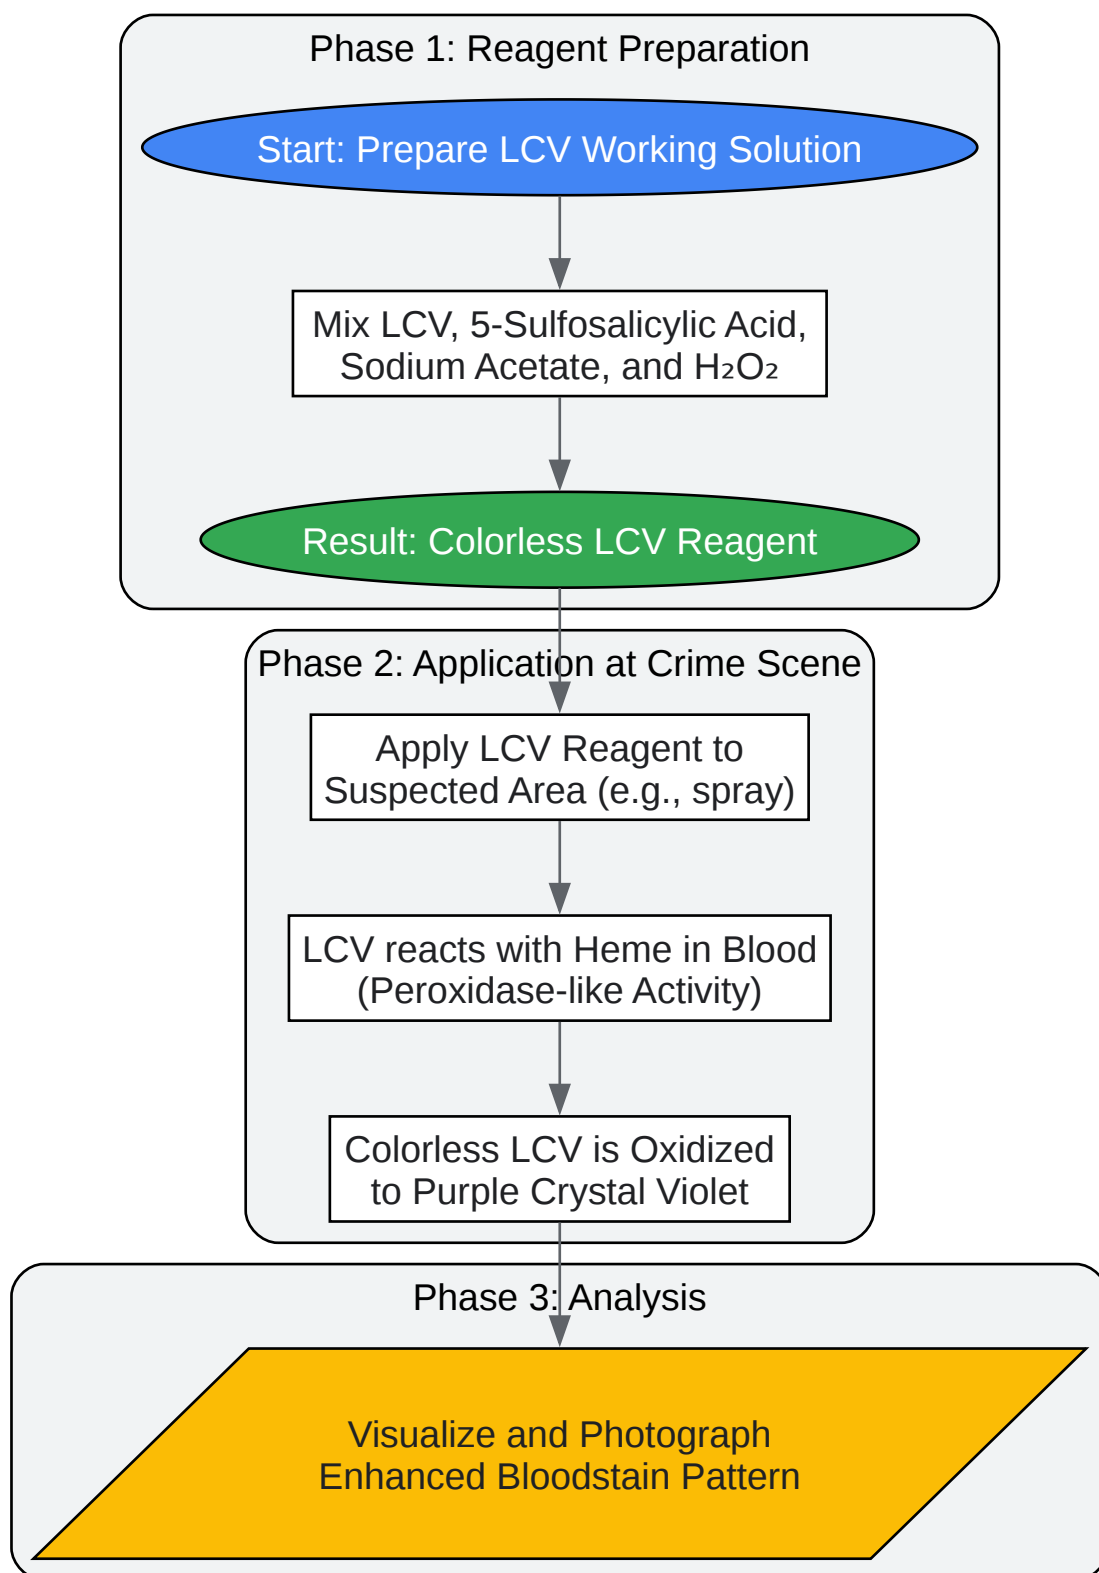 Phase 1: Reagent Preparation
Start: Prepare LCV Working Solution
Mix LCV, 5-Sulfosalicylic Acid,
Sodium Acetate, and H₂O₂
Result: Colorless LCV Reagent
Phase 2: Application at Crime Scene
Apply LCV Reagent to
Suspected Area (e.g., spray)
LCV reacts with Heme in Blood
(Peroxidase-like Activity)
Colorless LCV is Oxidized
to Purple Crystal Violet
Phase 3: Analysis
Visualize and Photograph
Enhanced Bloodstain Pattern